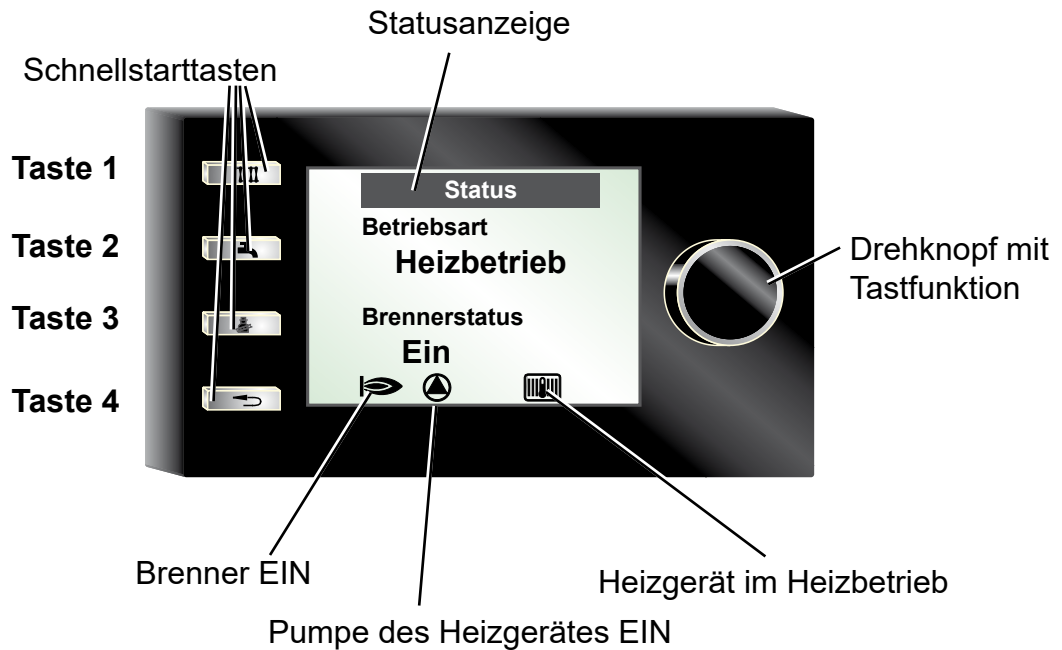 Statusanzeige
Schnellstarttasten
Taste 1
Taste 2
Taste 3
Taste 4
Status
Betriebsart
Heizbetrieb
Brennerstatus
Ein
Drehknopf mit
Tastfunktion
Brenner EIN
Heizgerät im Heizbetrieb
Pumpe des Heizgerätes EIN